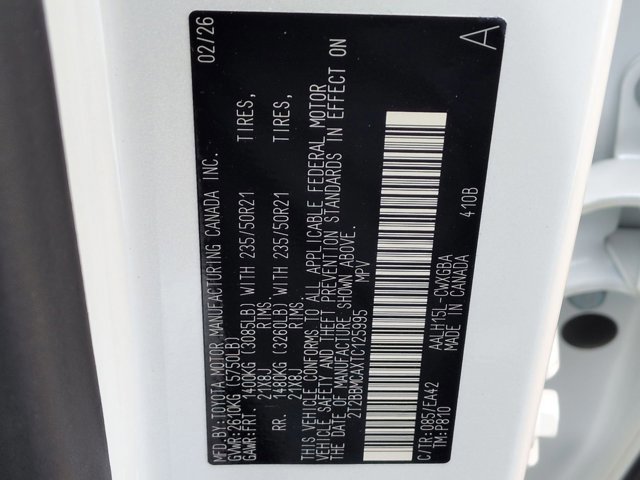 MFD.BY:TOYOTA MOTOR MANUFACTURING CANADA INC. 02/26
GVWR:2610KG (5750LB)
GAWR:FRT. 1400KG (3085LB) WITH 235/50R21 TIRES,
21X8J RIMS.
RR. 1480KG (3260LB) WITH 235/50R21 TIRES,
21X8J RIMS.
THIS VEHICLE CONFORMS TO ALL APPLICABLE FEDERAL MOTOR
VEHICLE SAFETY AND THEFT PREVENTION STANDARDS IN EFFECT ON
THE DATE OF MANUFACTURE SHOWN ABOVE.
2T2BBMCAXTC125995 MPV
C/TR:085/EA42 AALH15L-CWXGBA 410B
TM:P810 MADE IN CANADA
A